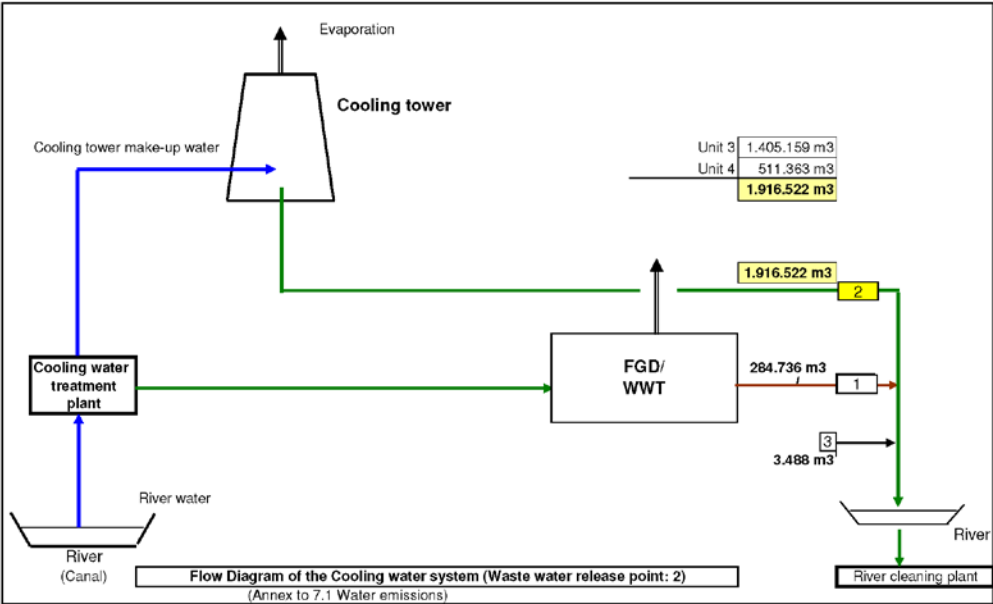 Evaporation
Cooling tower
Cooling tower make-up water
Unit 3 1.405.159 m3
Unit 4 511.363 m3
1.916.522 m3
1.916.522 m3
2
Cooling water
treatment
plant
FGD/
WWT
284.736 m3
1
3
3.488 m3
River water
River
(Canal)
River
Flow Diagram of the Cooling water system (Waste water release point: 2)
River cleaning plant
(Annex to 7.1 Water emissions)